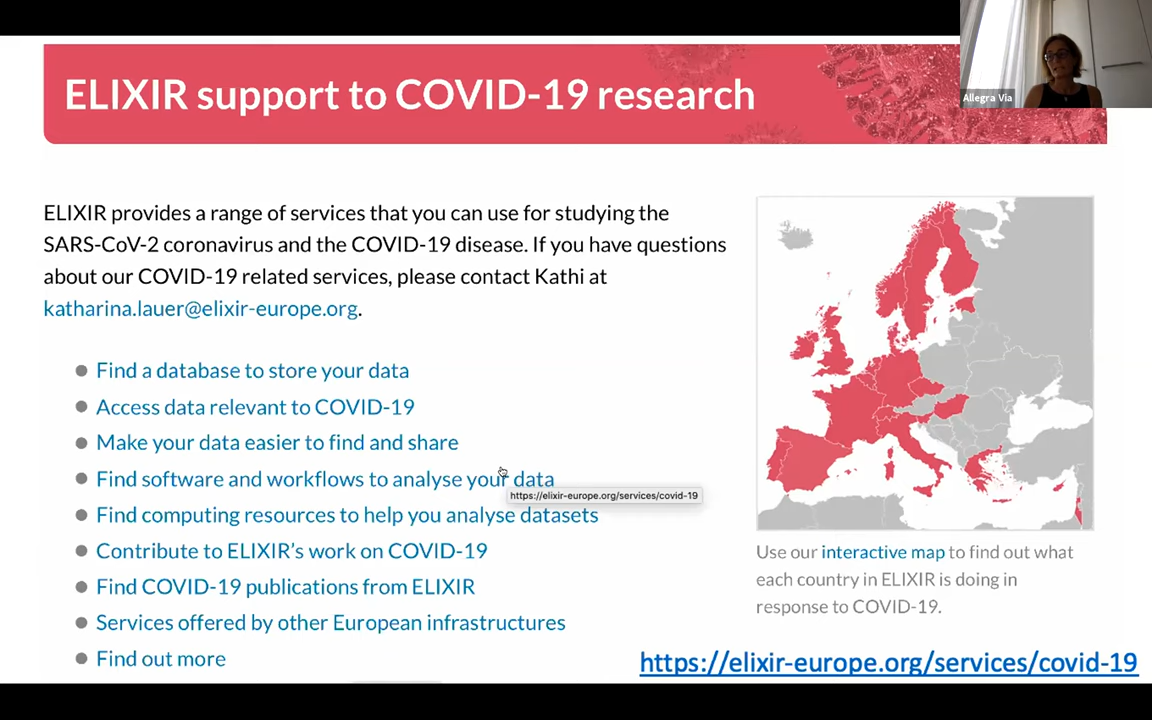 Allegra Via
ELIXIR support to COVID-19 research
ELIXIR provides a range of services that you can use for studying the
SARS-CoV-2 coronavirus and the COVID-19 disease. If you have questions
about our COVID-19 related services, please contact Kathi at
katharina.lauer@elixir-europe.org.
Find a database to store your data
Access data relevant to COVID-19
Make your data easier to find and share
Find software and workflows to analyse your data
https://elixir-europe.org/services/covid-19
Find computing resources to help you analyse datasets
Contribute to ELIXIR's work on COVID-19
Find COVID-19 publications from ELIXIR
Services offered by other European infrastructures
Find out more
Use our interactive map to find out what
each country in ELIXIR is doing in
response to COVID-19.
https://elixir-europe.org/services/covid-19